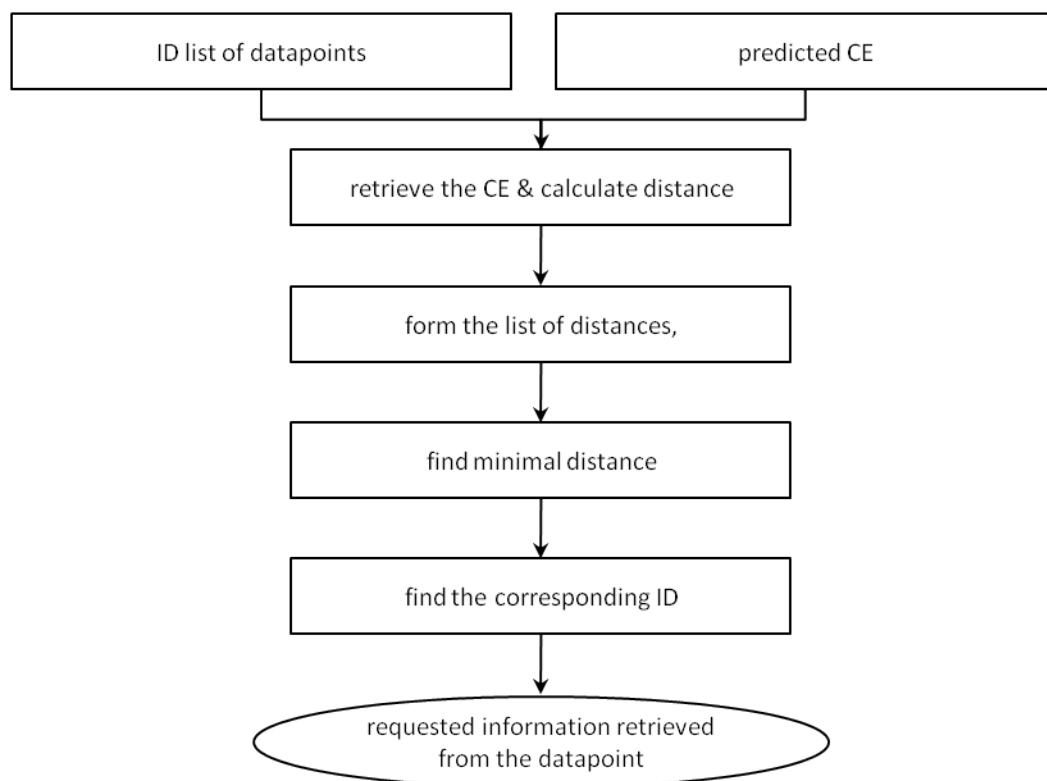 ID list of datapoints
predicted CE
retrieve the CE & calculate distance
form the list of distances,
find minimal distance
find the corresponding ID
requested information retrieved
from the datapoint